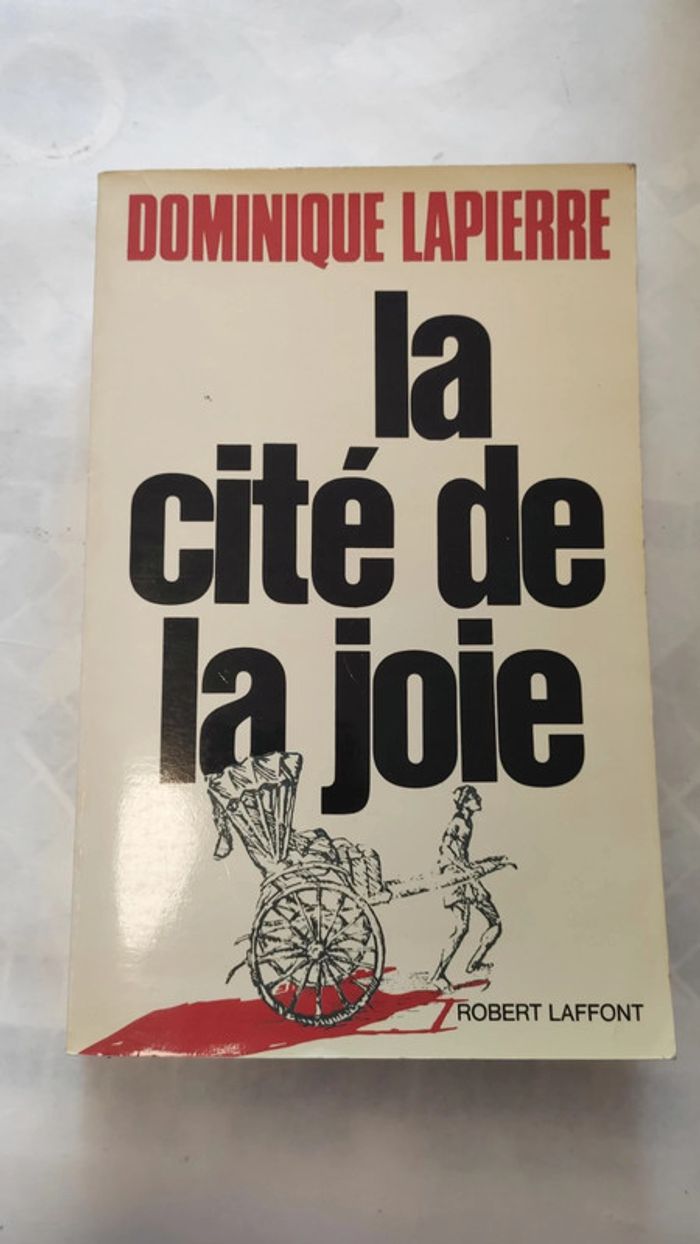 DOMINIQUE LAPIERRE
la
cité de
la joie
ROBERT LAFFONT